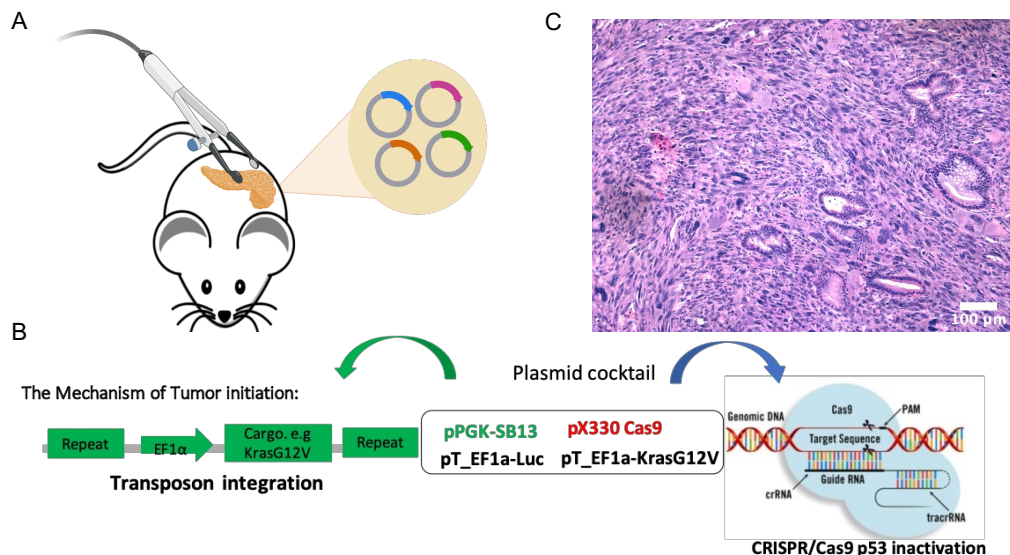 A
C
100 μm
B
The Mechanism of Tumor initiation:
Plasmid cocktail
Repeat
EF1α
Cargo. e.g
KrasG12V
Repeat
Transposon integration
pPGK-SB13 pX330 Cas9
pT_EF1a-Luc pT_EF1a-KrasG12V
Cas9
PAM
Genomic DNA
Target Sequence
Guide RNA
crRNA
tracrRNA
CRISPR/Cas9 p53 inactivation